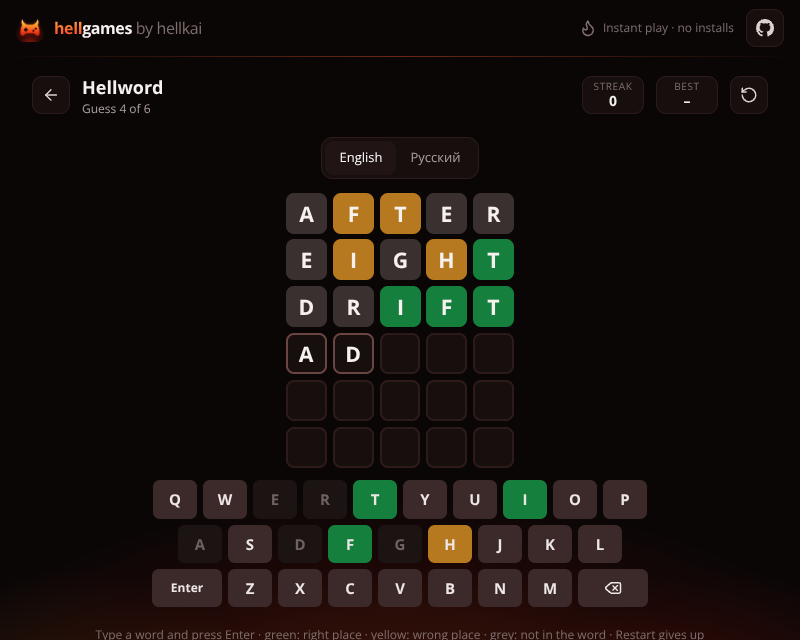 hellgames by hellkai
Instant play · no installs
Hellword
Guess 4 of 6
STREAK
0
BEST
–
English
Русский
A F T E R
E I G H T
D R I F T
A D
Q W E R T Y U I O P
A S D F G H J K L
Enter Z X C V B N M
Type a word and press Enter · green: right place · yellow: wrong place · grey: not in the word · Restart gives up